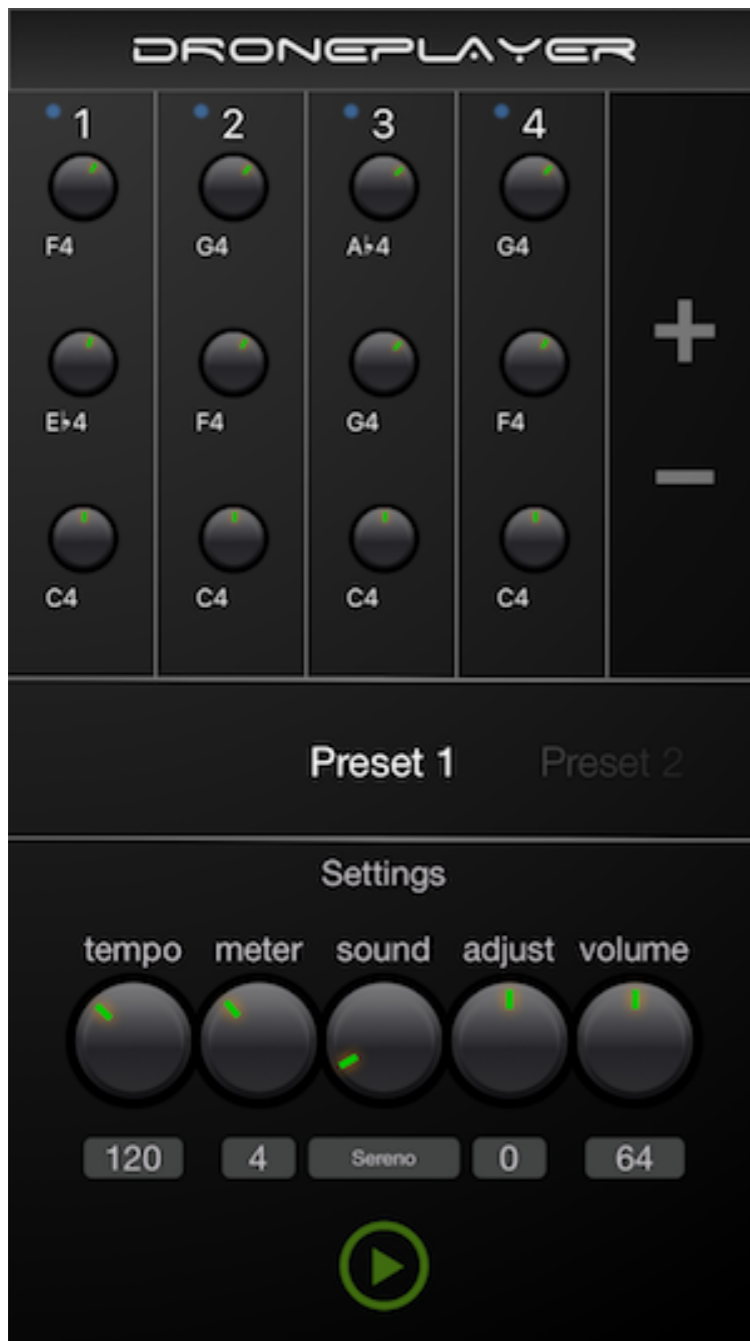 DRONEPLAYER
1 2 3 4
F4 G4 A♭4 G4
E♭4 F4 G4 F4
C4 C4 C4 C4
+
−
Preset 1 Preset 2
Settings
tempo meter sound adjust volume
120 4 Sereno 0 64